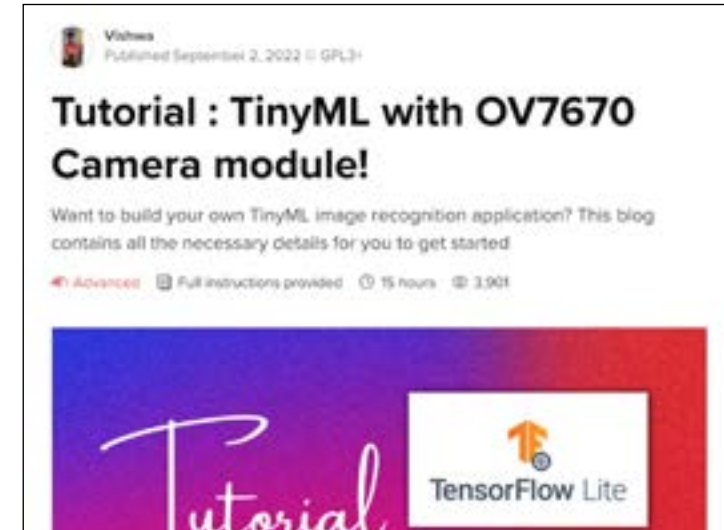 Vishwa
Published September 2, 2022 © GPL3+
Tutorial : TinyML with OV7670
Camera module!
Want to build your own TinyML image recognition application? This blog
contains all the necessary details for you to get started
Advanced Full instructions provided 15 hours 3,901
Tutorial
TensorFlow Lite